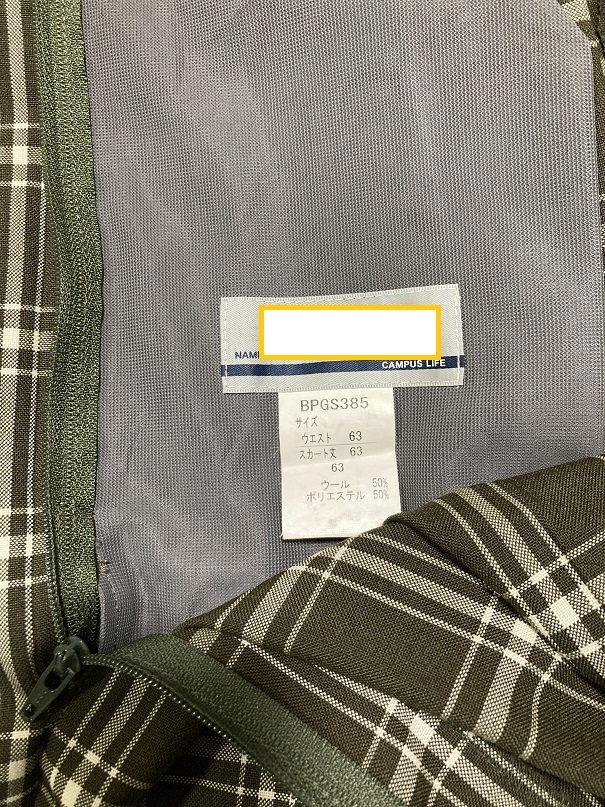 NAME
CAMPUS LIFE
BPGS385
サイズ
ウエスト 63
スカート丈 63
63
ウール 50%
ポリエステル 50%